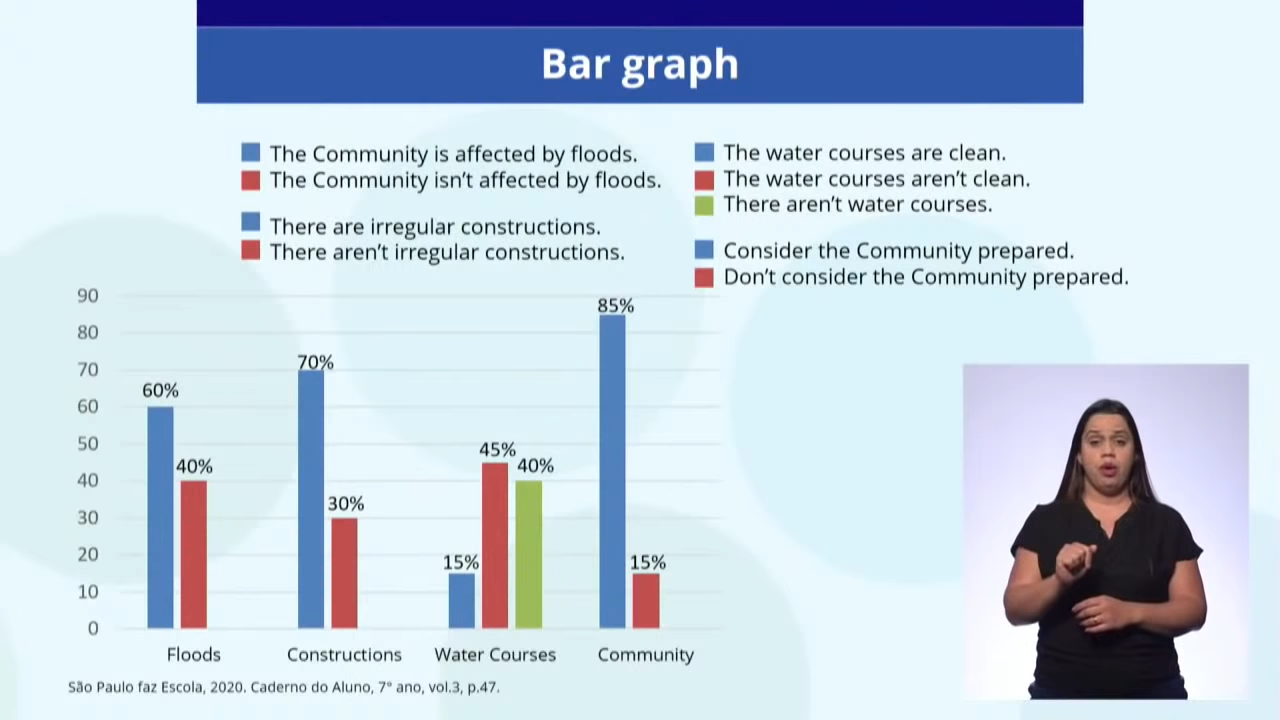 Bar graph
The Community is affected by floods.
The Community isn't affected by floods.
There are irregular constructions.
There aren't irregular constructions.
The water courses are clean.
The water courses aren't clean.
There aren't water courses.
Consider the Community prepared.
Don't consider the Community prepared.
90
80
70
60
50
40
30
20
10
0
60%
40%
70%
30%
15%
45%
40%
85%
15%
Floods
Constructions
Water Courses
Community
São Paulo faz Escola, 2020. Caderno do Aluno, 7° ano, vol.3, p.47.